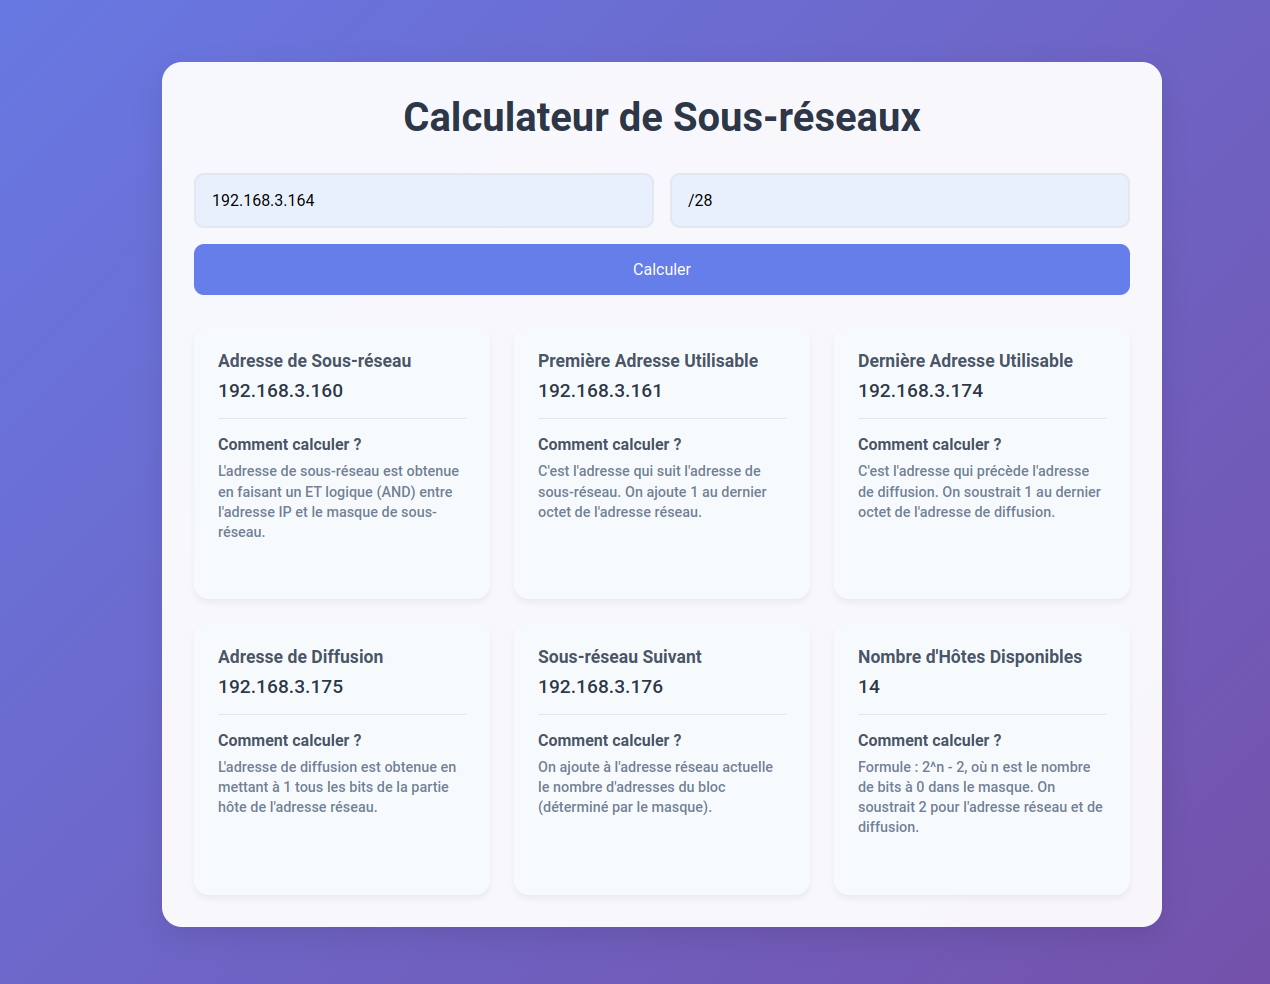 Calculateur de Sous-réseaux
192.168.3.164
/28
Calculer
Adresse de Sous-réseau
192.168.3.160
Comment calculer ?
L'adresse de sous-réseau est obtenue
en faisant un ET logique (AND) entre
l'adresse IP et le masque de sous-
réseau.
Première Adresse Utilisable
192.168.3.161
Comment calculer ?
C'est l'adresse qui suit l'adresse de
sous-réseau. On ajoute 1 au dernier
octet de l'adresse réseau.
Dernière Adresse Utilisable
192.168.3.174
Comment calculer ?
C'est l'adresse qui précède l'adresse
de diffusion. On soustrait 1 au dernier
octet de l'adresse de diffusion.
Adresse de Diffusion
192.168.3.175
Comment calculer ?
L'adresse de diffusion est obtenue en
mettant à 1 tous les bits de la partie
hôte de l'adresse réseau.
Sous-réseau Suivant
192.168.3.176
Comment calculer ?
On ajoute à l'adresse réseau actuelle
le nombre d'adresses du bloc
(déterminé par le masque).
Nombre d'Hôtes Disponibles
14
Comment calculer ?
Formule : 2^n - 2, où n est le nombre
de bits à 0 dans le masque. On
soustrait 2 pour l'adresse réseau et de
diffusion.